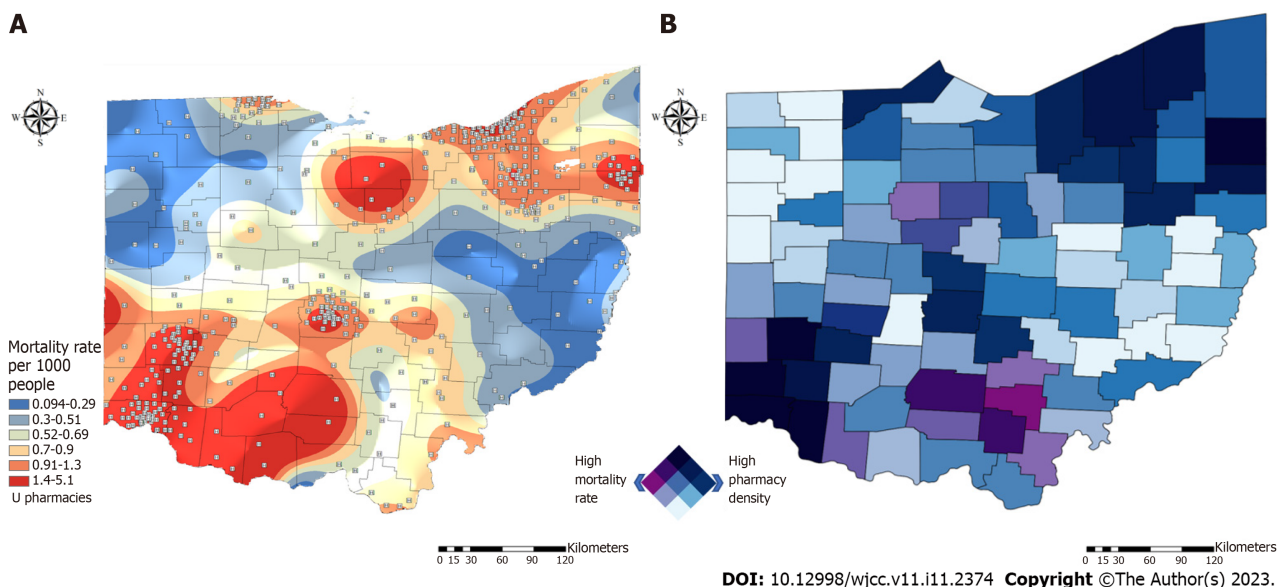 A
B
N
W E
S
N
W E
S
Mortality rate
per 1000
people
0.094-0.29
0.3-0.51
0.52-0.69
0.7-0.9
0.91-1.3
1.4-5.1
U pharmacies
High
mortality
rate
High
pharmacy
density
Kilometers
0 15 30 60 90 120
Kilometers
0 15 30 60 90 120
DOI: 10.12998/wjcc.v11.i11.2374 Copyright ©The Author(s) 2023